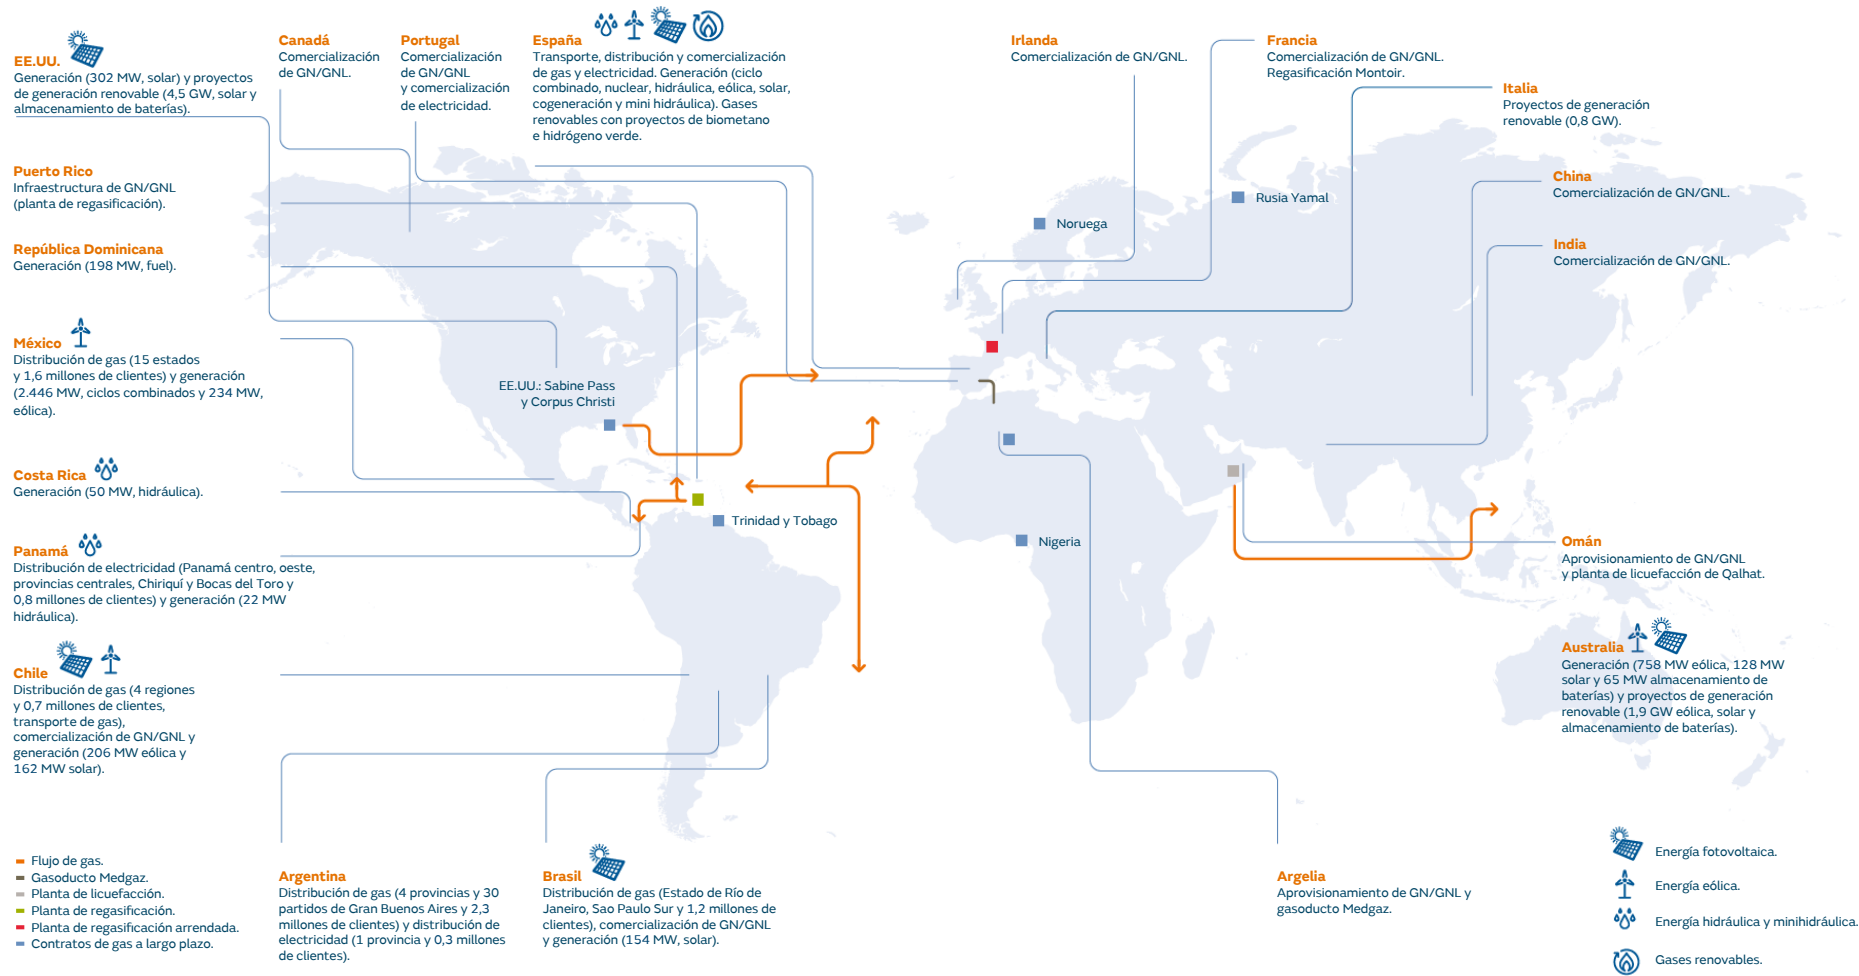 EE.UU.
Generación (302 MW, solar) y proyectos
de generación renovable (4,5 GW, solar y
almacenamiento de baterías).
Canadá
Comercialización
de GN/GNL.
Portugal
Comercialización
de GN/GNL
y comercialización
de electricidad.
España
Transporte, distribución y comercialización
de gas y electricidad. Generación (ciclo
combinado, nuclear, hidráulica, eólica, solar,
cogeneración y mini hidráulica). Gases
renovables con proyectos de biometano
e hidrógeno verde.
Irlanda
Comercialización de GN/GNL.
Francia
Comercialización de GN/GNL.
Regasificación Montoir.
Italia
Proyectos de generación
renovable (0,8 GW).
Puerto Rico
Infraestructura de GN/GNL
(planta de regasificación).
China
Comercialización de GN/GNL.
Rusia Yamal
Noruega
República Dominicana
Generación (198 MW, fuel).
India
Comercialización de GN/GNL.
México
Distribución de gas (15 estados
y 1,6 millones de clientes) y generación
(2.446 MW, ciclos combinados y 234 MW,
eólica).
EE.UU.: Sabine Pass
y Corpus Christi
Costa Rica
Generación (50 MW, hidráulica).
Trinidad y Tobago
Nigeria
Panamá
Distribución de electricidad (Panamá centro, oeste,
provincias centrales, Chiriquí y Bocas del Toro y
0,8 millones de clientes) y generación (22 MW
hidráulica).
Omán
Aprovisionamiento de GN/GNL
y planta de licuefacción de Qalhat.
Chile
Distribución de gas (4 regiones
y 0,7 millones de clientes,
transporte de gas),
comercialización de GN/GNL y
generación (206 MW eólica y
162 MW solar).
Australia
Generación (758 MW eólica, 128 MW
solar y 65 MW almacenamiento de
baterías) y proyectos de generación
renovable (1,9 GW eólica, solar y
almacenamiento de baterías).
Flujo de gas.
Gasoducto Medgaz.
Planta de licuefacción.
Planta de regasificación.
Planta de regasificación arrendada.
Contratos de gas a largo plazo.
Argentina
Distribución de gas (4 provincias y 30
partidos de Gran Buenos Aires y 2,3
millones de clientes) y distribución de
electricidad (1 provincia y 0,3 millones
de clientes).
Brasil
Distribución de gas (Estado de Río de
Janeiro, Sao Paulo Sur y 1,2 millones de
clientes), comercialización de GN/GNL
y generación (154 MW, solar).
Argelia
Aprovisionamiento de GN/GNL y
gasoducto Medgaz.
Energía fotovoltaica.
Energía eólica.
Energía hidráulica y minihidráulica.
Gases renovables.